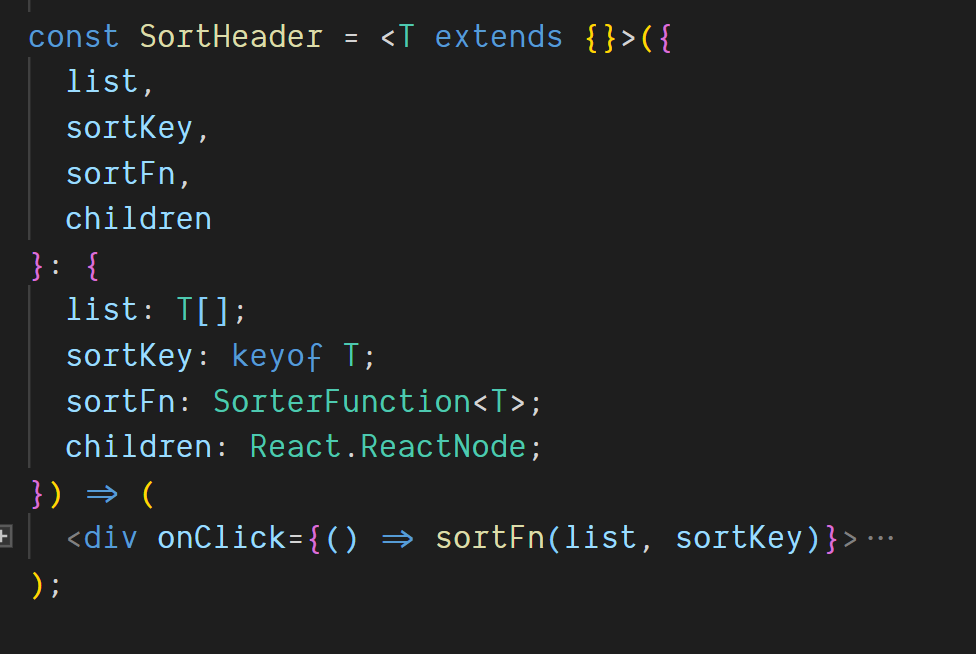 const SortHeader = <T extends {}>({
  list,
  sortKey,
  sortFn,
  children
}: {
  list: T[];
  sortKey: keyof T;
  sortFn: SorterFunction<T>;
  children: React.ReactNode;
}) => (
  <div onClick={() => sortFn(list, sortKey)}>···
);